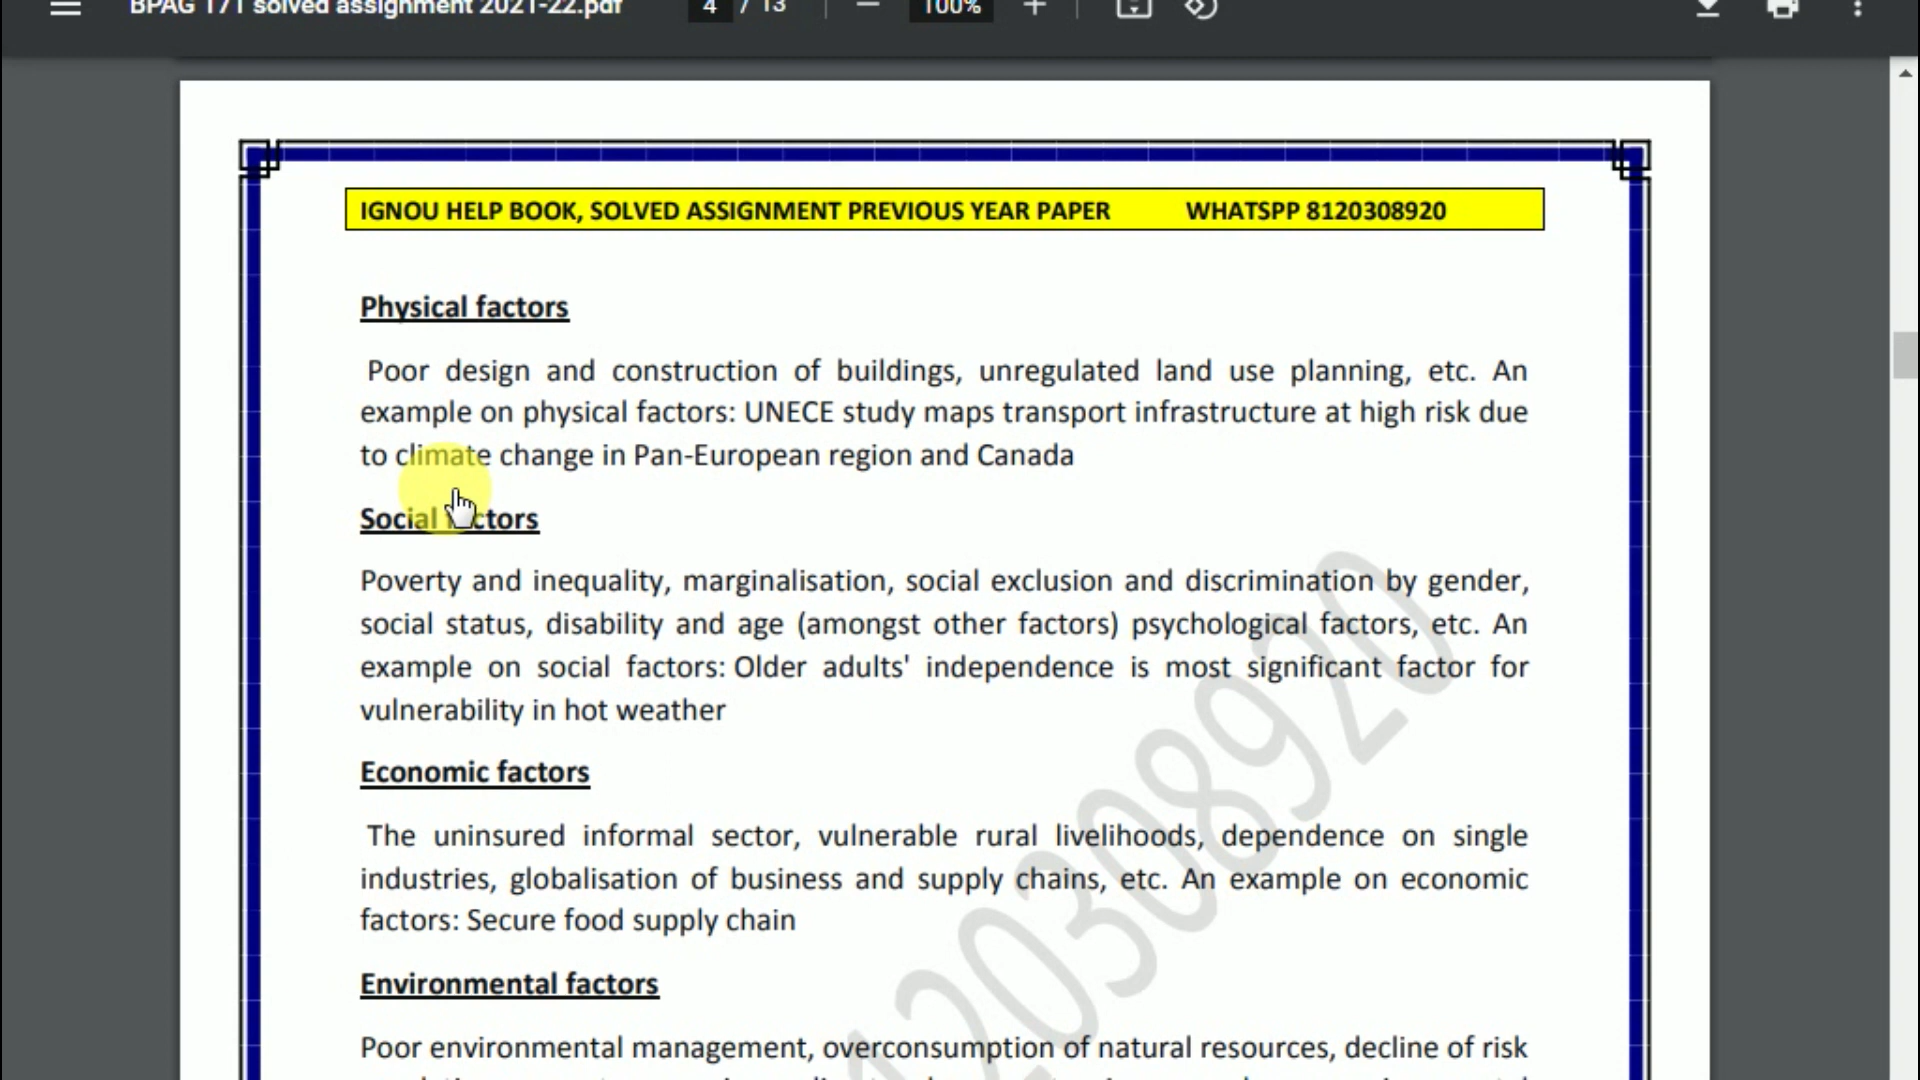 BPAG 171 solved assignment 2021-22.pdf 4 / 13 100%
IGNOU HELP BOOK, SOLVED ASSIGNMENT PREVIOUS YEAR PAPER WHATSPP 8120308920
Physical factors
Poor design and construction of buildings, unregulated land use planning, etc. An
example on physical factors: UNECE study maps transport infrastructure at high risk due
to climate change in Pan-European region and Canada
Social factors
Poverty and inequality, marginalisation, social exclusion and discrimination by gender,
social status, disability and age (amongst other factors) psychological factors, etc. An
example on social factors: Older adults' independence is most significant factor for
vulnerability in hot weather
Economic factors
The uninsured informal sector, vulnerable rural livelihoods, dependence on single
industries, globalisation of business and supply chains, etc. An example on economic
factors: Secure food supply chain
Environmental factors
Poor environmental management, overconsumption of natural resources, decline of risk